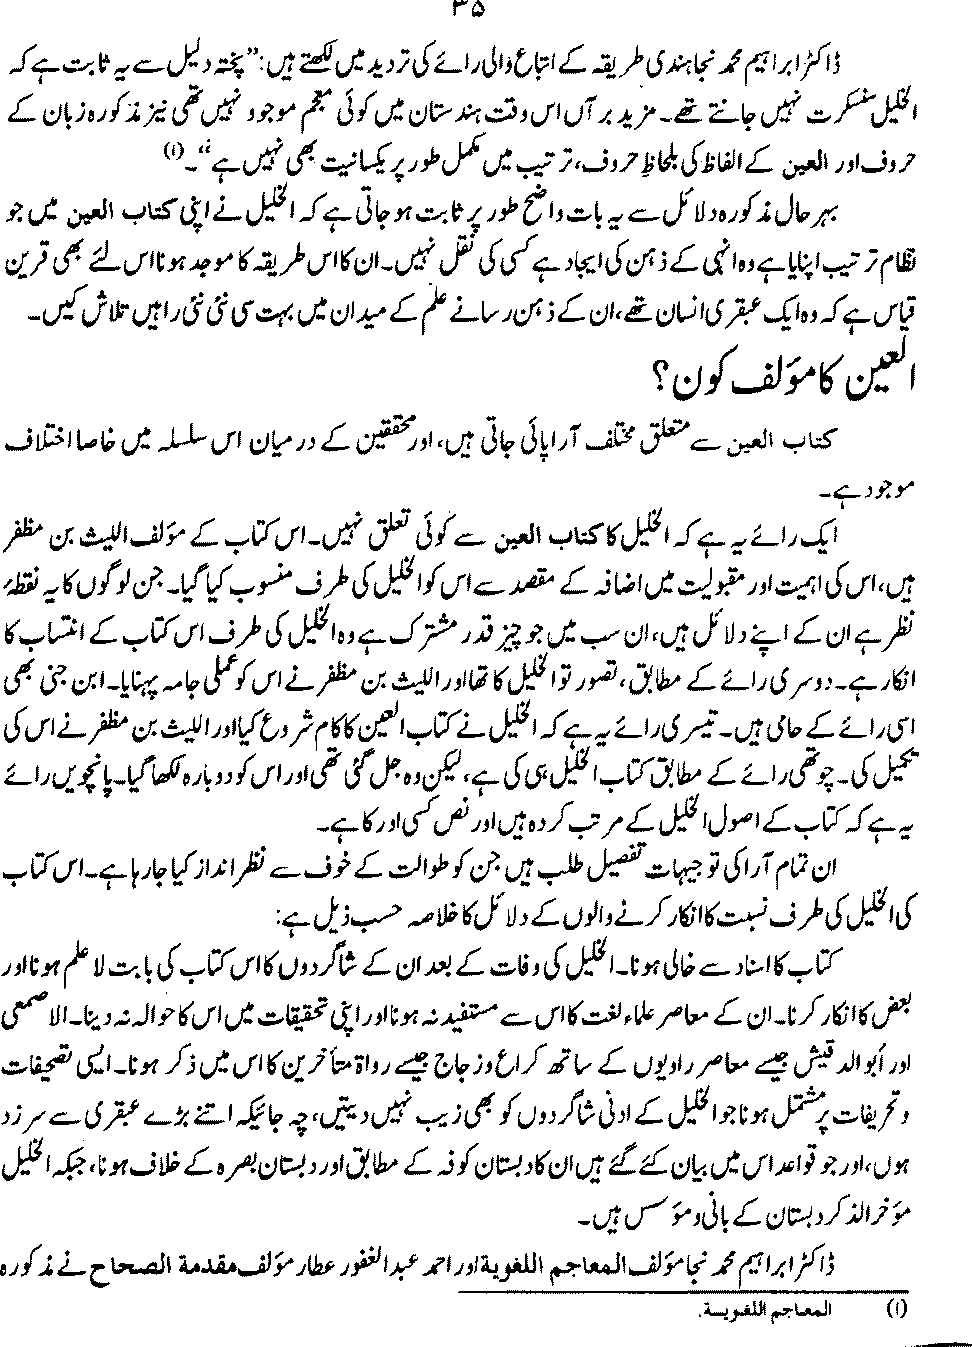 ۳۵
ڈاکٹر ابراہیم محمد نجا ہندی طریقہ کے اتباع والی رائے کی تردید میں لکھتے ہیں: ”پختہ دلیل سے یہ ثابت ہے کہ
الخلیل سنسکرت نہیں جانتے تھے۔ مزید بر آں اس وقت ہندستان میں کوئی معجم موجود نہیں تھی نیز مذکورہ زبان کے
حروف اور العین کے الفاظ کی بلحاظِ حروف، ترتیب میں مکمل طور پر یکسانیت بھی نہیں ہے“۔(۱)
بہر حال مذکورہ دلائل سے یہ بات واضح طور پر ثابت ہو جاتی ہے کہ الخلیل نے اپنی کتاب العین میں جو
نظام ترتیب اپنایا ہے وہ انہی کے ذہن کی ایجاد ہے کسی کی نقل نہیں۔ ان کا اس طریقہ کا موجد ہونا اس لئے بھی قرین
قیاس ہے کہ وہ ایک عبقری انسان تھے، ان کے ذہن رسا نے علم کے میدان میں بہت سی نئی نئی راہیں تلاش کیں۔
العین کا مؤلف کون؟
کتاب العین سے متعلق مختلف آرا پائی جاتی ہیں، اور محققین کے درمیان اس سلسلہ میں خاصا اختلاف
موجود ہے۔
ایک رائے یہ ہے کہ الخلیل کا کتاب العین سے کوئی تعلق نہیں۔ اس کتاب کے مؤلف اللیث بن مظفر
ہیں، اس کی اہمیت اور مقبولیت میں اضافہ کے مقصد سے اس کو الخلیل کی طرف منسوب کیا گیا۔ جن لوگوں کا یہ نقطۂ
نظر ہے ان کے اپنے دلائل ہیں، ان سب میں جو چیز قدر مشترک ہے وہ الخلیل کی طرف اس کتاب کے انتساب کا
انکار ہے۔ دوسری رائے کے مطابق، تصور تو الخلیل کا تھا اور اللیث بن مظفر نے اس کو عملی جامہ پہنایا۔ ابن جنی بھی
اسی رائے کے حامی ہیں۔ تیسری رائے یہ ہے کہ الخلیل نے کتاب العین کا کام شروع کیا اور اللیث بن مظفر نے اس کی
تکمیل کی۔ چوتھی رائے کے مطابق کتاب الخلیل ہی کی ہے، لیکن وہ جل گئی تھی اور اس کو دوبارہ لکھا گیا۔ پانچویں رائے
یہ ہے کہ کتاب کے اصول الخلیل کے مرتب کردہ ہیں اور نص کسی اور کا ہے۔
ان تمام آرا کی توجیہات تفصیل طلب ہیں جن کو طوالت کے خوف سے نظر انداز کیا جارہا ہے۔ اس کتاب
کی الخلیل کی طرف نسبت کا انکار کرنے والوں کے دلائل کا خلاصہ حسب ذیل ہے:
کتاب کا اسناد سے خالی ہونا۔ الخلیل کی وفات کے بعد ان کے شاگردوں کا اس کتاب کی بابت لا علم ہونا اور
بعض کا انکار کرنا۔ ان کے معاصر علماء لغت کا اس سے مستفید نہ ہونا اور اپنی تحقیقات میں اس کا حوالہ نہ دینا۔ الاصمعی
اور أبو الدقیش جیسے معاصر راویوں کے ساتھ کراع و زجاج جیسے رواۃ متأخرین کا اس میں ذکر ہونا۔ ایسی تصحیفات
و تحریفات پر مشتمل ہونا جو الخلیل کے ادنی شاگردوں کو بھی زیب نہیں دیتیں، چہ جائیکہ اتنے بڑے عبقری سے سرزد
ہوں، اور جو قواعد اس میں بیان کئے گئے ہیں ان کا دبستان کوفہ کے مطابق اور دبستان بصرہ کے خلاف ہونا، جبکہ الخلیل
مؤخر الذکر دبستان کے بانی و مؤسس ہیں۔
ڈاکٹر ابراہیم محمد نجا مؤلف المعاجم اللغویة اور احمد عبد الغفور عطار مؤلف مقدمة الصحاح نے مذکورہ
(۱) المعاجم اللغویة.